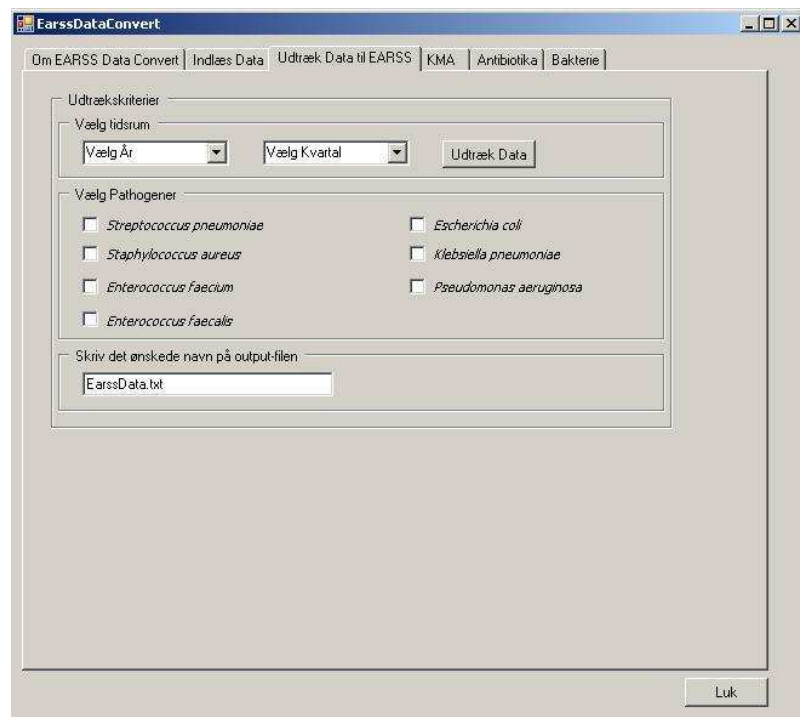 EarssDataConvert
Om EARSS Data Convert Indlæs Data Udtræk Data til EARSS KMA Antibiotika Bakterie
Udtrækskriterier
Vælg tidsrum
Vælg År Vælg Kvartal Udtræk Data
Vælg Pathogener
Streptococcus pneumoniae Escherichia coli
Staphylococcus aureus Klebsiella pneumoniae
Enterococcus faecium Pseudomonas aeruginosa
Enterococcus faecalis
Skriv det ønskede navn på output-filen
EarssData.txt
Luk